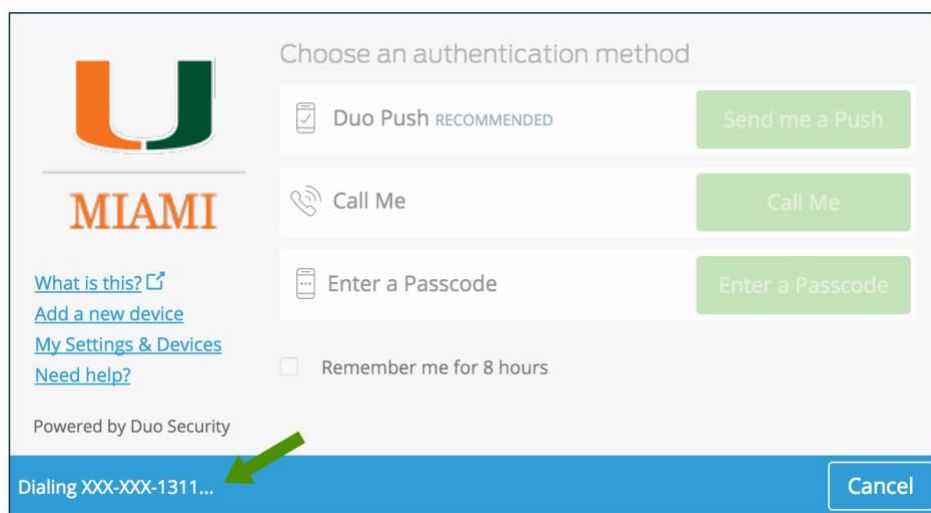 Choose an authentication method
Duo Push RECOMMENDED
Send me a Push
Call Me
Call Me
Enter a Passcode
Enter a Passcode
Remember me for 8 hours
U
MIAMI
What is this?
Add a new device
My Settings & Devices
Need help?
Powered by Duo Security
Dialing XXX-XXX-1311...
Cancel